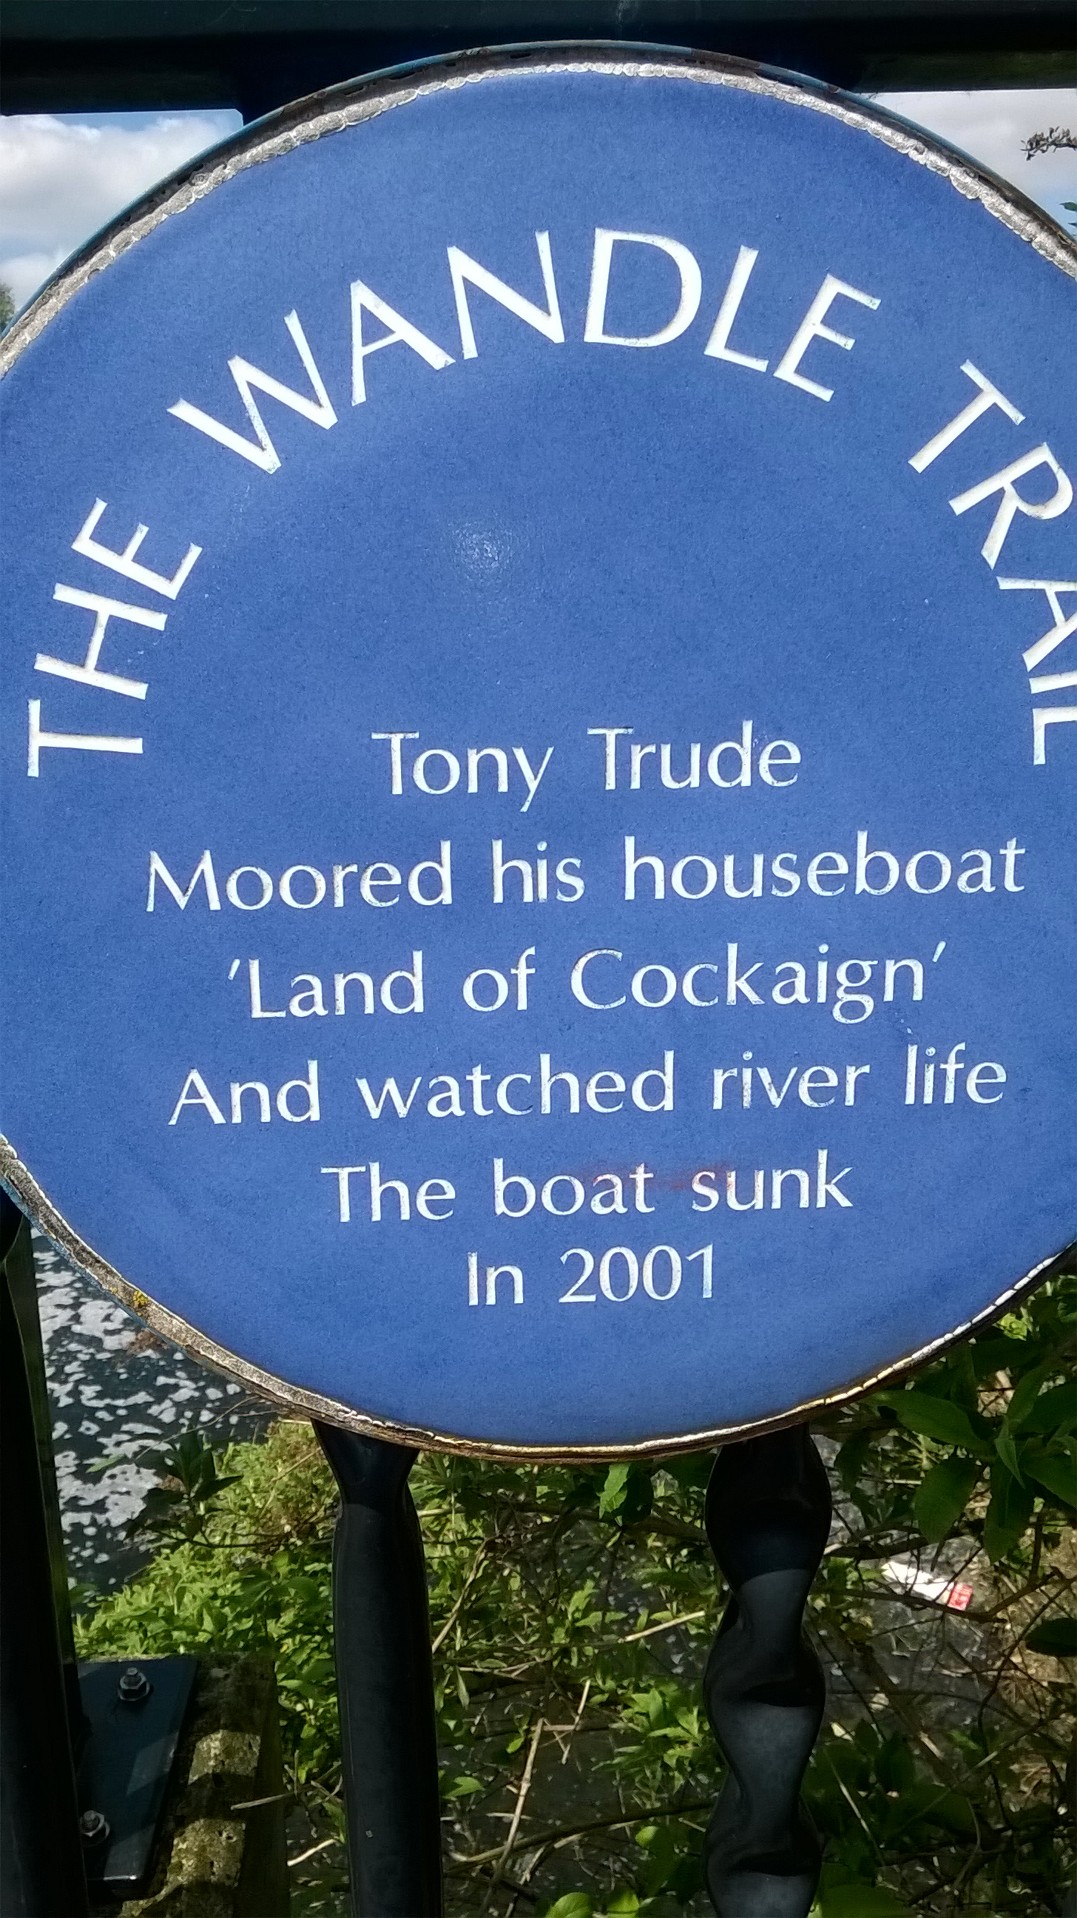 THE WANDLE TRAIL
Tony Trude
Moored his houseboat
'Land of Cockaign'
And watched river life
The boat sunk
In 2001